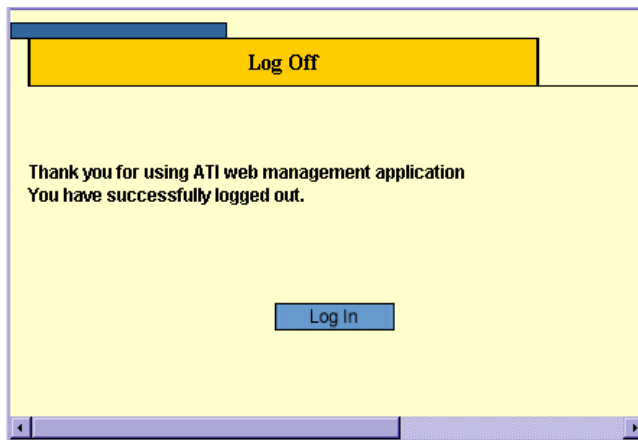 Log Off
Thank you for using ATI web management application
You have successfully logged out.
Log In